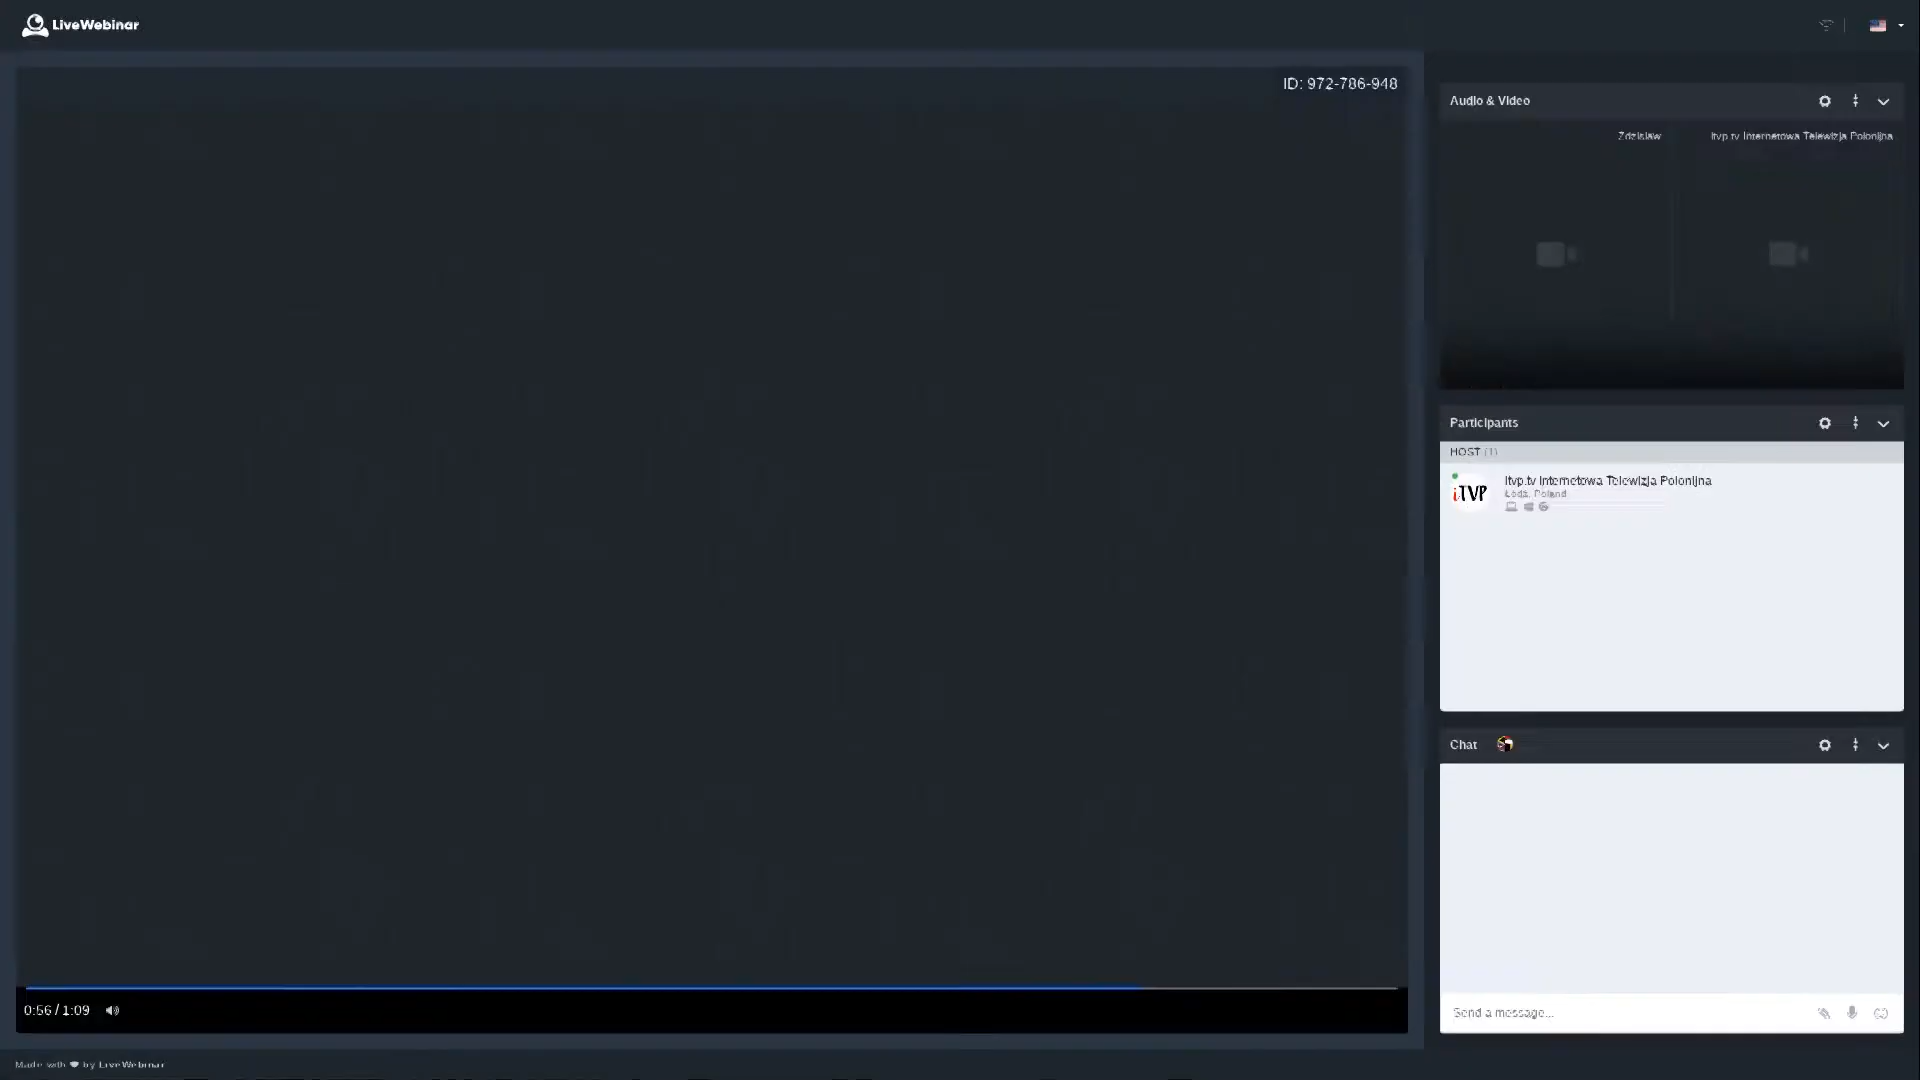 LiveWebinar
ID: 972-786-948
Audio & Video
Zdzislaw
itvp.tv Internetowa Telewizja Polonijna
Participants
HOST (1)
iTVP
itvp.tv Internetowa Telewizja Polonijna
Łódź, Poland
Chat
0:56 / 1:09
Send a message...
Made with by LiveWebinar